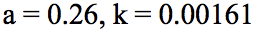 a = 0.26, k = 0.00161